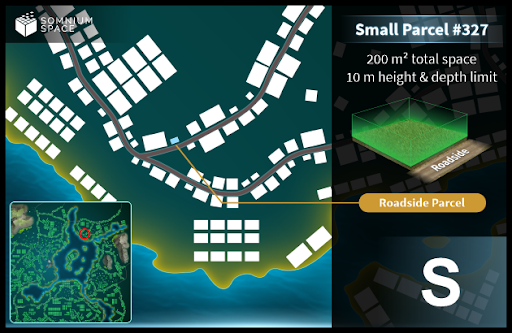 SOMNIUM
SPACE
Small Parcel #327
200 m² total space
10 m height & depth limit
Roadside
Roadside Parcel
S